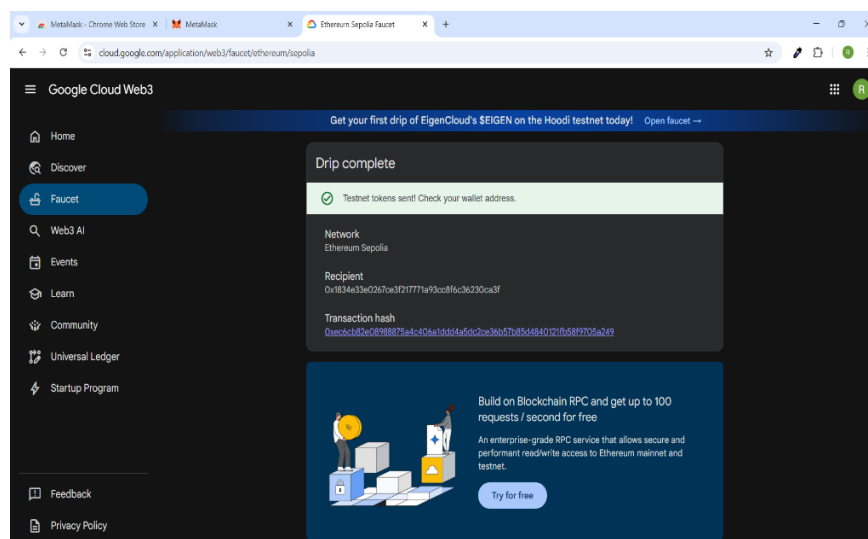 MetaMask - Chrome Web Store
MetaMask
Ethereum Sepolia Faucet
cloud.google.com/application/web3/faucet/ethereum/sepolia
Google Cloud Web3
R
Get your first drip of EigenCloud's $EIGEN on the Hoodi testnet today! Open faucet →
Home
Discover
Faucet
Web3 AI
Events
Learn
Community
Universal Ledger
Startup Program
Feedback
Privacy Policy
Drip complete
Testnet tokens sent! Check your wallet address.
Network
Ethereum Sepolia
Recipient
0x1834e33e0267ce3f217771a93cc8f6c36230ca3f
Transaction hash
0xec6cb82e08988875a4c406a1ddd4a5dc2ce36b57b85d4840121fb58f9705a249
Build on Blockchain RPC and get up to 100
requests / second for free
An enterprise-grade RPC service that allows secure and
performant read/write access to Ethereum mainnet and
testnet.
Try for free